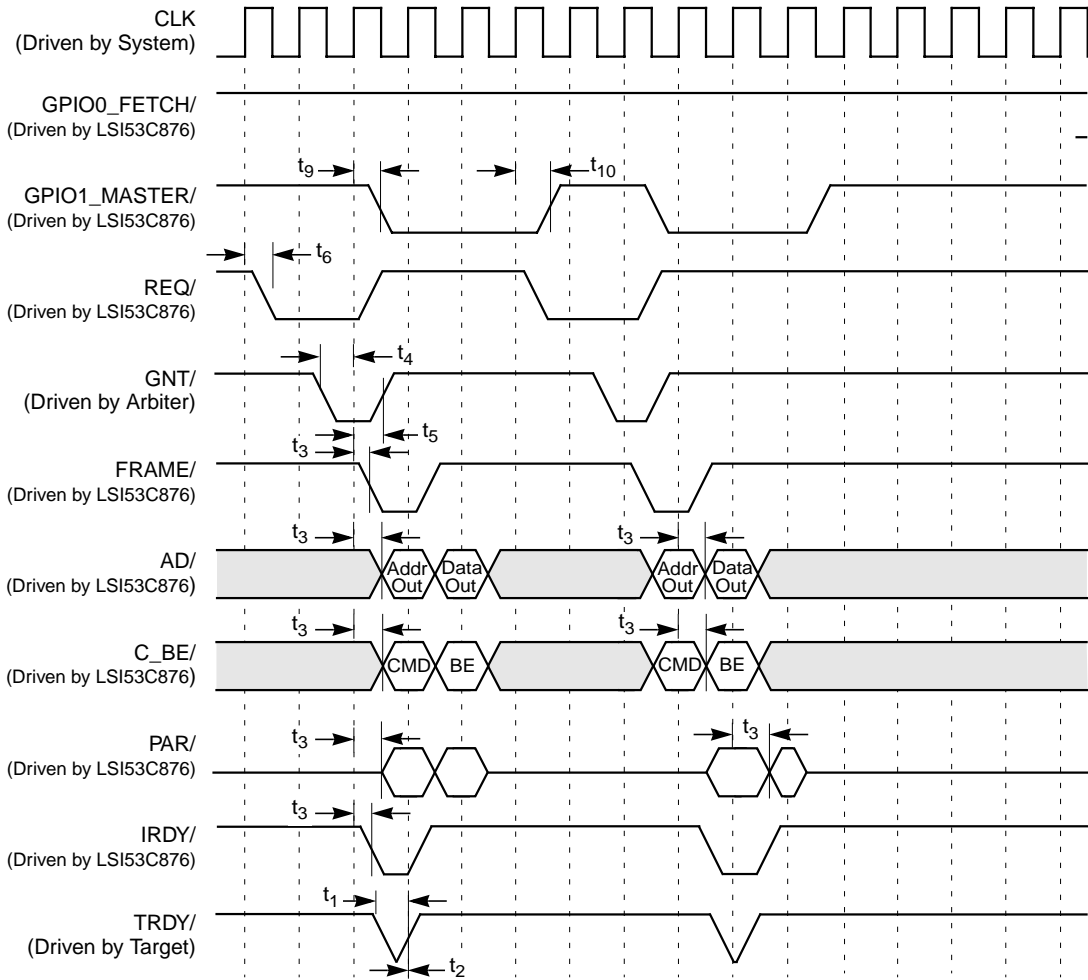 CLK
(Driven by System)
GPIO0_FETCH/
(Driven by LSI53C876)
t9
t10
GPIO1_MASTER/
(Driven by LSI53C876)
t6
REQ/
(Driven by LSI53C876)
t4
GNT/
(Driven by Arbiter)
t5
t3
FRAME/
(Driven by LSI53C876)
t3
t3
AD/
(Driven by LSI53C876)
Addr
Out
Data
Out
Addr
Out
Data
Out
t3
t3
C_BE/
(Driven by LSI53C876)
CMD
BE
CMD
BE
t3
t3
PAR/
(Driven by LSI53C876)
t3
IRDY/
(Driven by LSI53C876)
t1
TRDY/
(Driven by Target)
t2